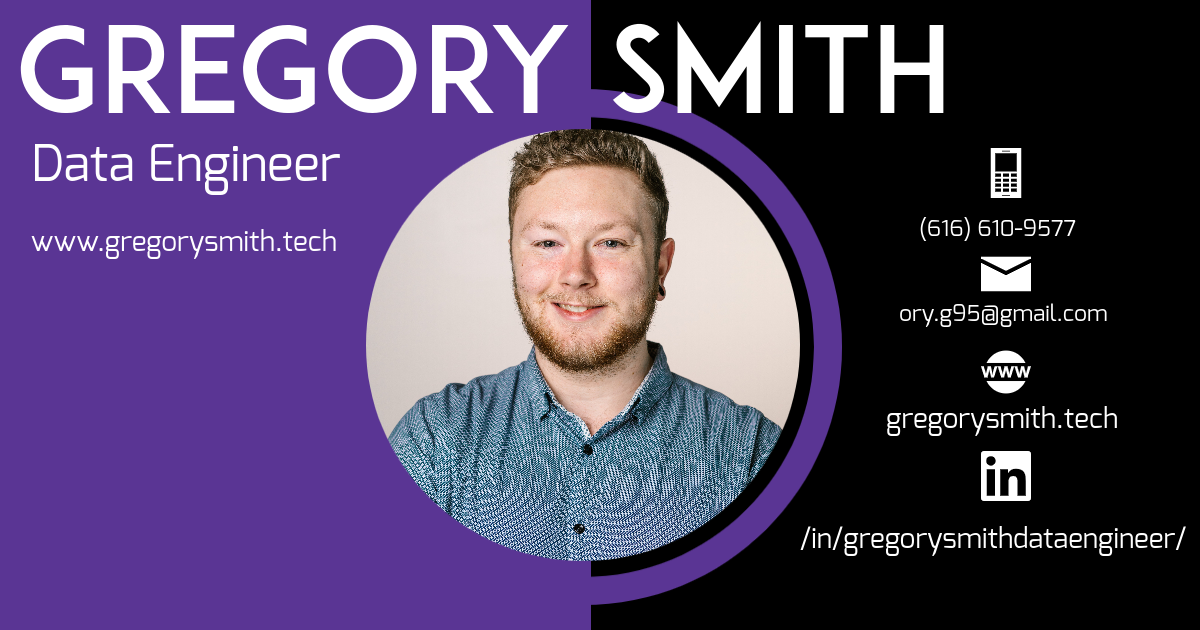 GREGORY SMITH
Data Engineer
www.gregorysmith.tech
(616) 610-9577
ory.g95@gmail.com
WWW
gregorysmith.tech
in
/in/gregorysmithdataengineer/